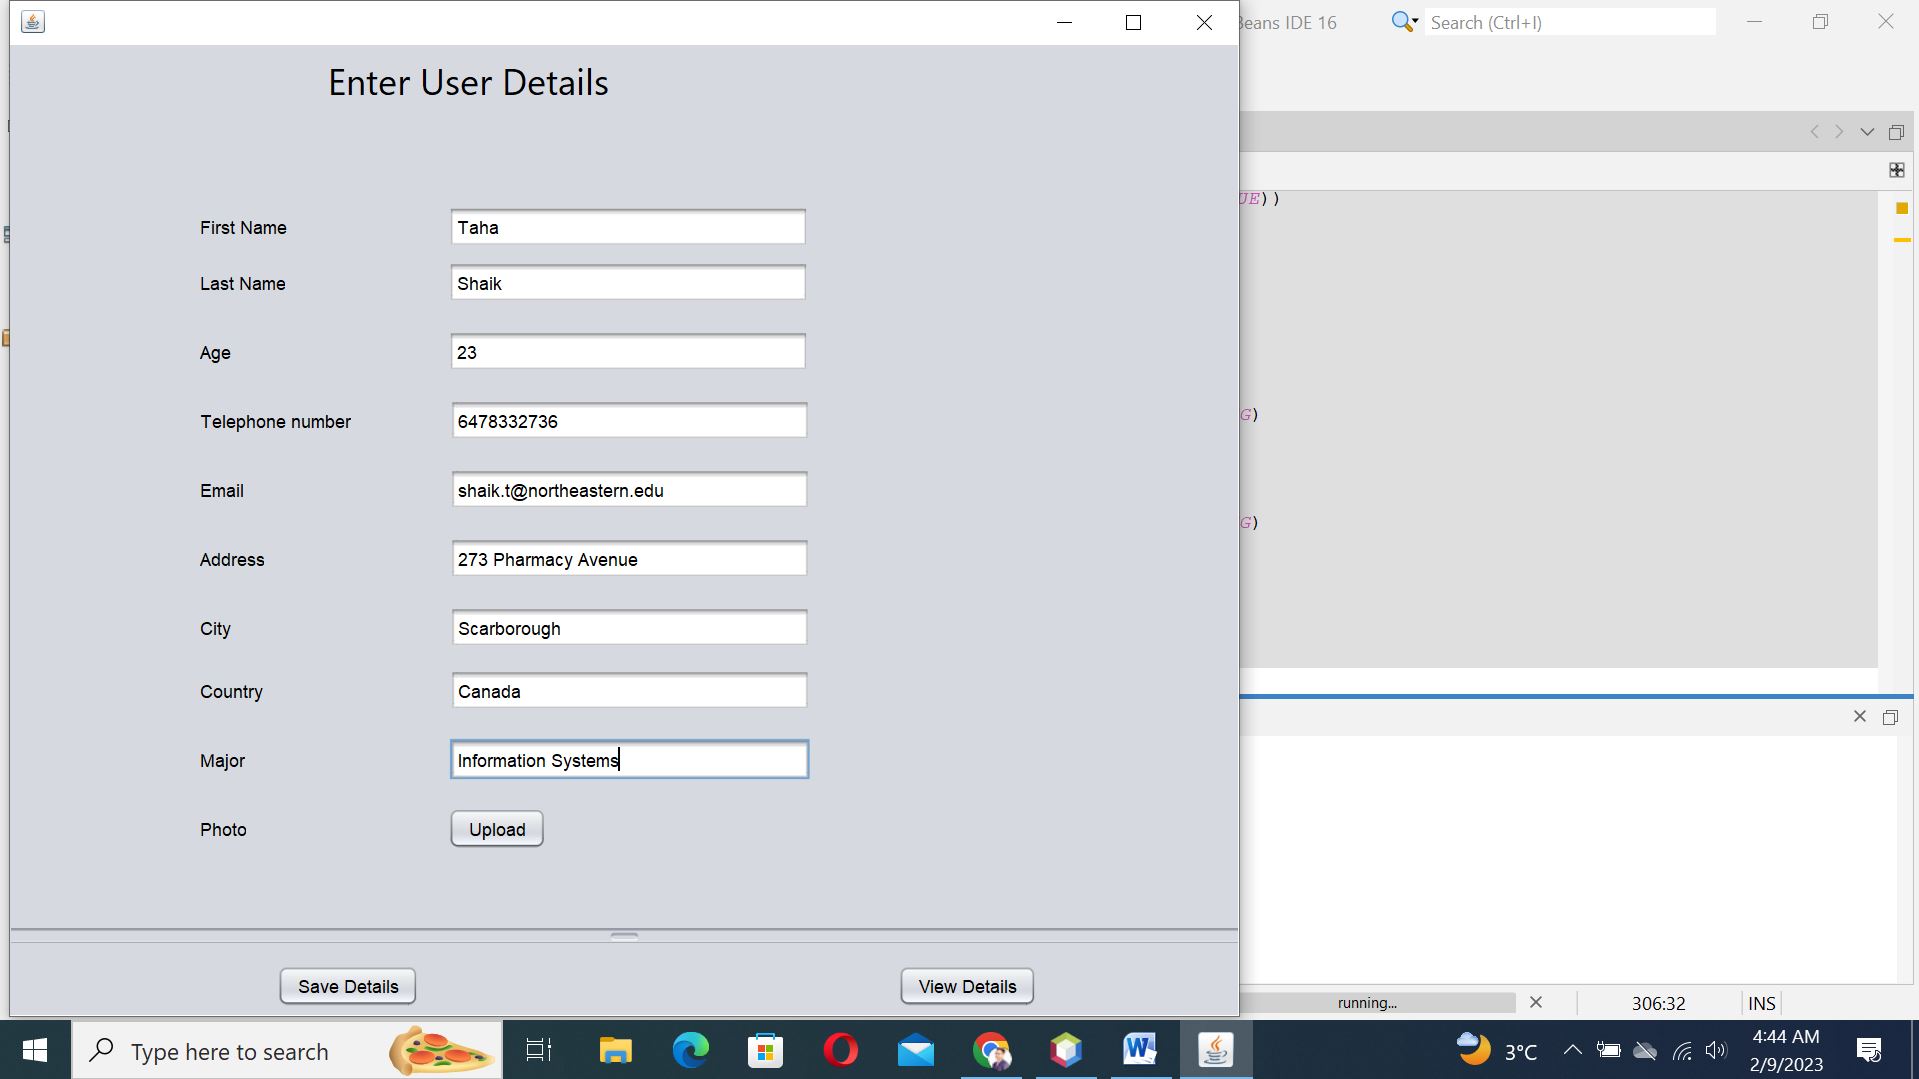 Beans IDE 16
Search (Ctrl+I)
Enter User Details
UE))
First Name
Taha
Last Name
Shaik
Age
23
Telephone number
6478332736
G)
Email
shaik.t@northeastern.edu
G)
Address
273 Pharmacy Avenue
City
Scarborough
Country
Canada
Major
Information Systems
Photo
Upload
Save Details
View Details
running...
306:32
INS
Type here to search
3°C
4:44 AM
2/9/2023